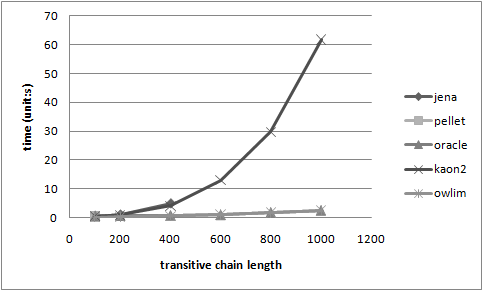 70
60
50
40
30
20
10
0
time (unit:s)
0 200 400 600 800 1000 1200
transitive chain length
jena
pellet
oracle
kaon2
owlim